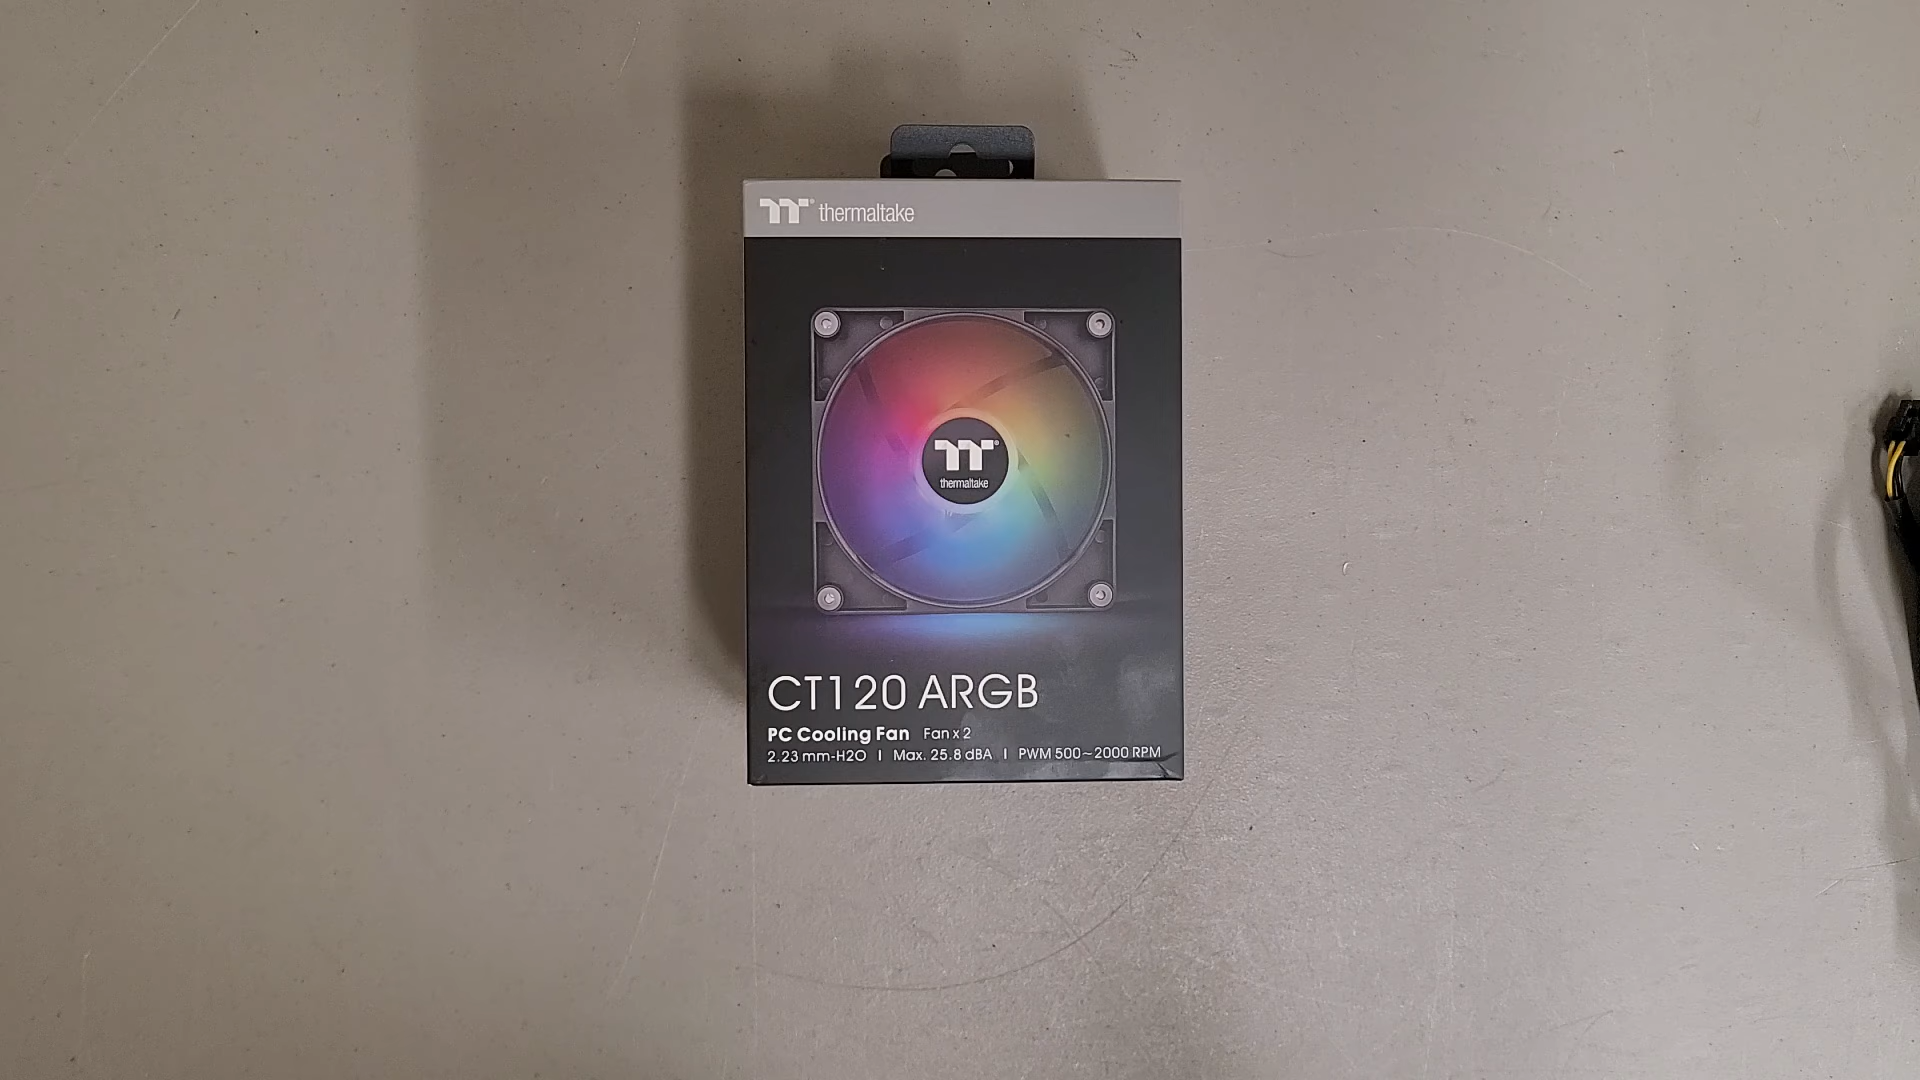 thermaltake
thermaltake
CT120 ARGB
PC Cooling Fan Fan x 2
2.23 mm-H2O | Max. 25.8 dBA | PWM 500~2000 RPM